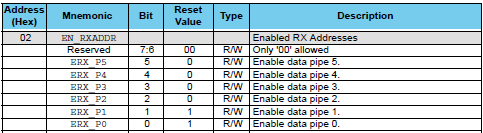 Address (Hex) Mnemonic Bit Reset Value Type Description
02 EN_RXADDR Enabled RX Addresses
Reserved 7:6 00 R/W Only '00' allowed
ERX_P5 5 0 R/W Enable data pipe 5.
ERX_P4 4 0 R/W Enable data pipe 4.
ERX_P3 3 0 R/W Enable data pipe 3.
ERX_P2 2 0 R/W Enable data pipe 2.
ERX_P1 1 1 R/W Enable data pipe 1.
ERX_P0 0 1 R/W Enable data pipe 0.